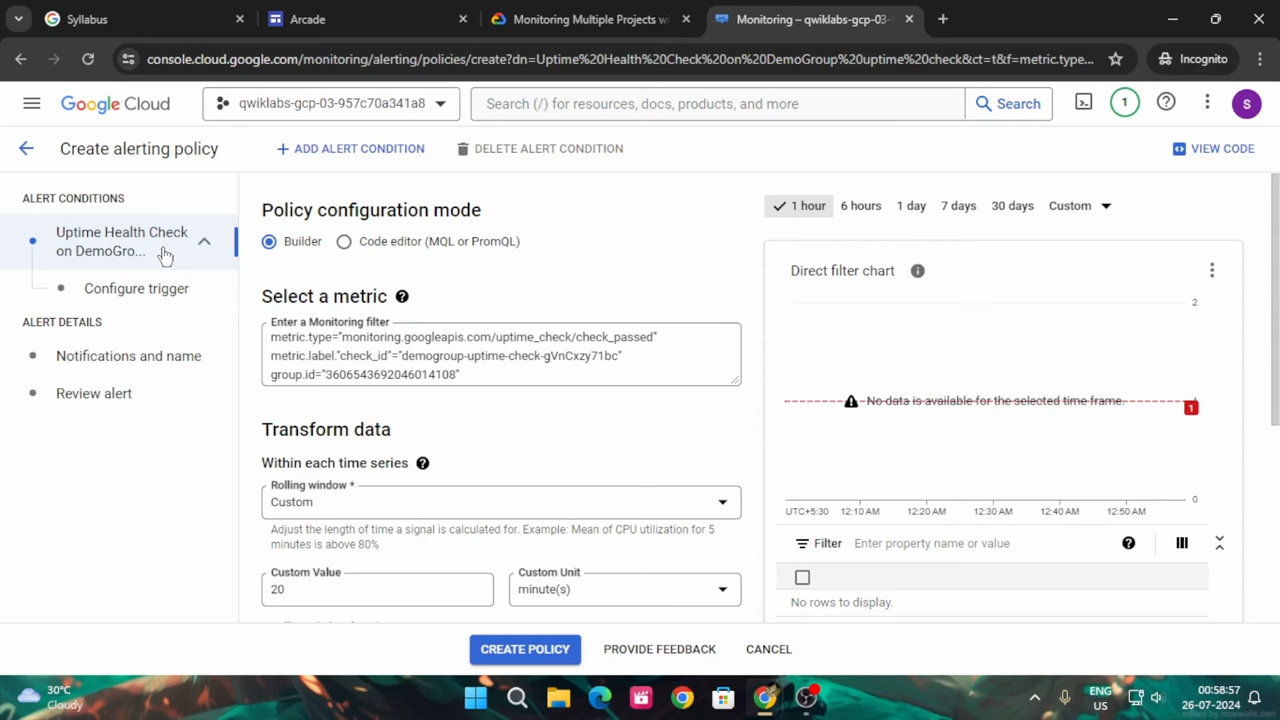 Syllabus
Arcade
Monitoring Multiple Projects wi
Monitoring – qwiklabs-gcp-03-
console.cloud.google.com/monitoring/alerting/policies/create?dn=Uptime%20Health%20Check%20on%20DemoGroup%20uptime%20check&ct=t&f=metric.type...
Incognito
Google Cloud
qwiklabs-gcp-03-957c70a341a8
Search (/) for resources, docs, products, and more
Search
1
S
Create alerting policy
ADD ALERT CONDITION
DELETE ALERT CONDITION
VIEW CODE
ALERT CONDITIONS
Uptime Health Check
on DemoGro...
Configure trigger
ALERT DETAILS
Notifications and name
Review alert
Policy configuration mode
Builder
Code editor (MQL or PromQL)
Select a metric
Enter a Monitoring filter
metric.type="monitoring.googleapis.com/uptime_check/check_passed"
metric.label."check_id"="demogroup-uptime-check-gVnCxzy71bc"
group.id="3606543692046014108"
Transform data
Within each time series
Rolling window *
Custom
Adjust the length of time a signal is calculated for. Example: Mean of CPU utilization for 5
minutes is above 80%
Custom Value
20
Custom Unit
minute(s)
1 hour
6 hours
1 day
7 days
30 days
Custom
Direct filter chart
2
No data is available for the selected time frame.
1
0
UTC+5:30
12:10 AM
12:20 AM
12:30 AM
12:40 AM
12:50 AM
Filter
Enter property name or value
No rows to display.
CREATE POLICY
PROVIDE FEEDBACK
CANCEL
30°C
Cloudy
ENG
US
00:58:57
26-07-2024